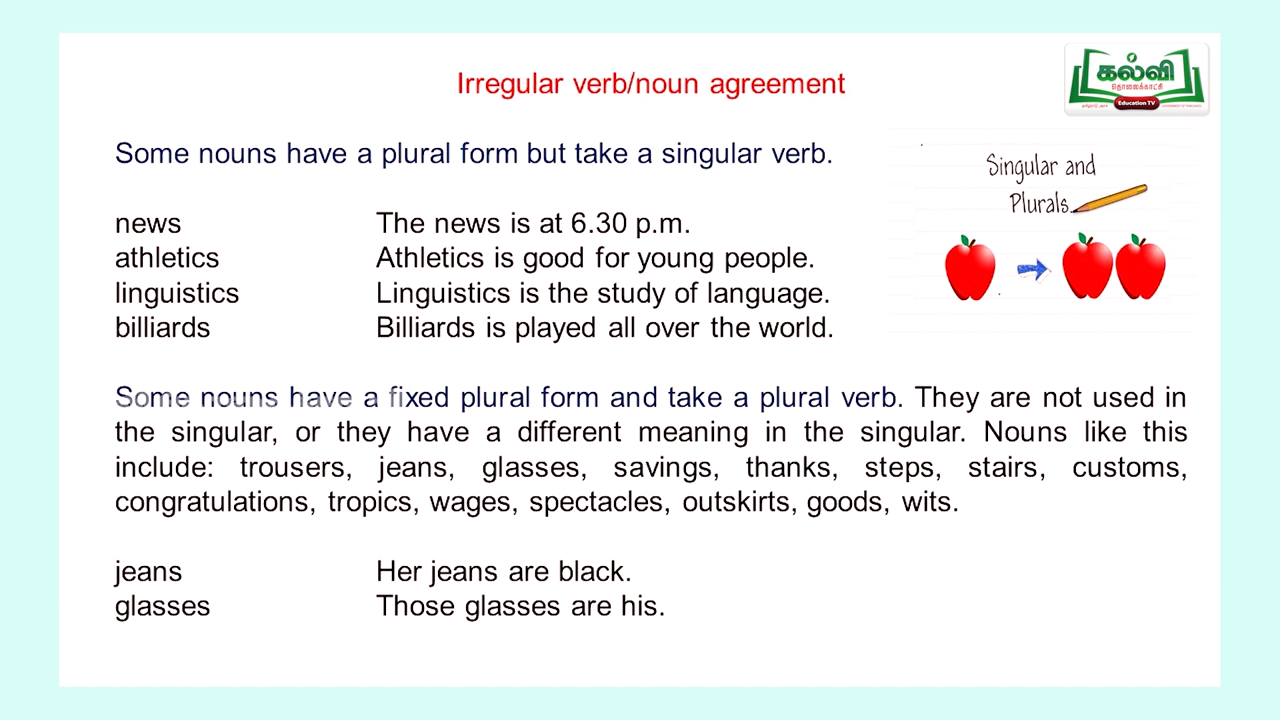 Irregular verb/noun agreement
கல்வி
தொலைக்காட்சி
Education TV
Some nouns have a plural form but take a singular verb.
Singular and
Plurals
news The news is at 6.30 p.m.
athletics Athletics is good for young people.
linguistics Linguistics is the study of language.
billiards Billiards is played all over the world.
Some nouns have a fixed plural form and take a plural verb. They are not used in
the singular, or they have a different meaning in the singular. Nouns like this
include: trousers, jeans, glasses, savings, thanks, steps, stairs, customs,
congratulations, tropics, wages, spectacles, outskirts, goods, wits.
jeans Her jeans are black.
glasses Those glasses are his.